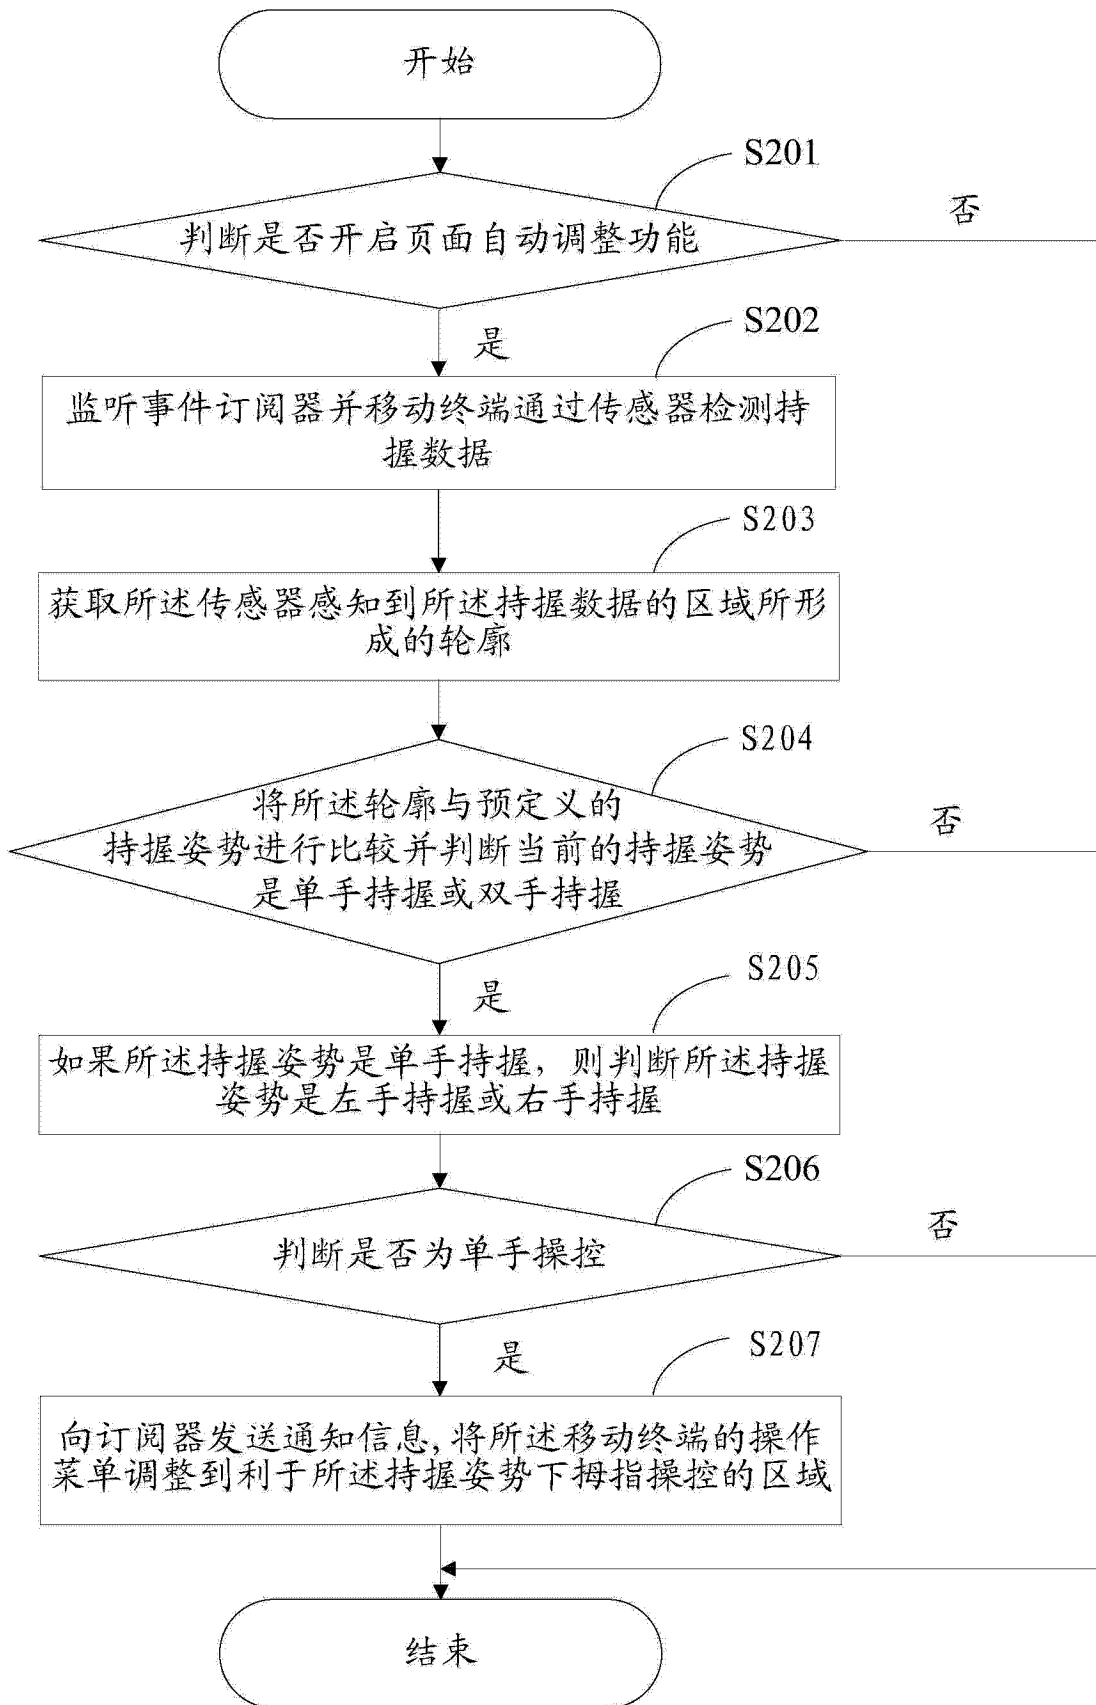 开始
S201
判断是否开启页面自动调整功能
否
是
S202
监听事件订阅器并移动终端通过传感器检测持
握数据
S203
获取所述传感器感知到所述持握数据的区域所形
成的轮廓
S204
将所述轮廓与预定义的
持握姿势进行比较并判断当前的持握姿势
是单手持握或双手持握
否
是
S205
如果所述持握姿势是单手持握，则判断所述持握
姿势是左手持握或右手持握
S206
判断是否为单手操控
否
是
S207
向订阅器发送通知信息,将所述移动终端的操作
菜单调整到利于所述持握姿势下拇指操控的区域
结束